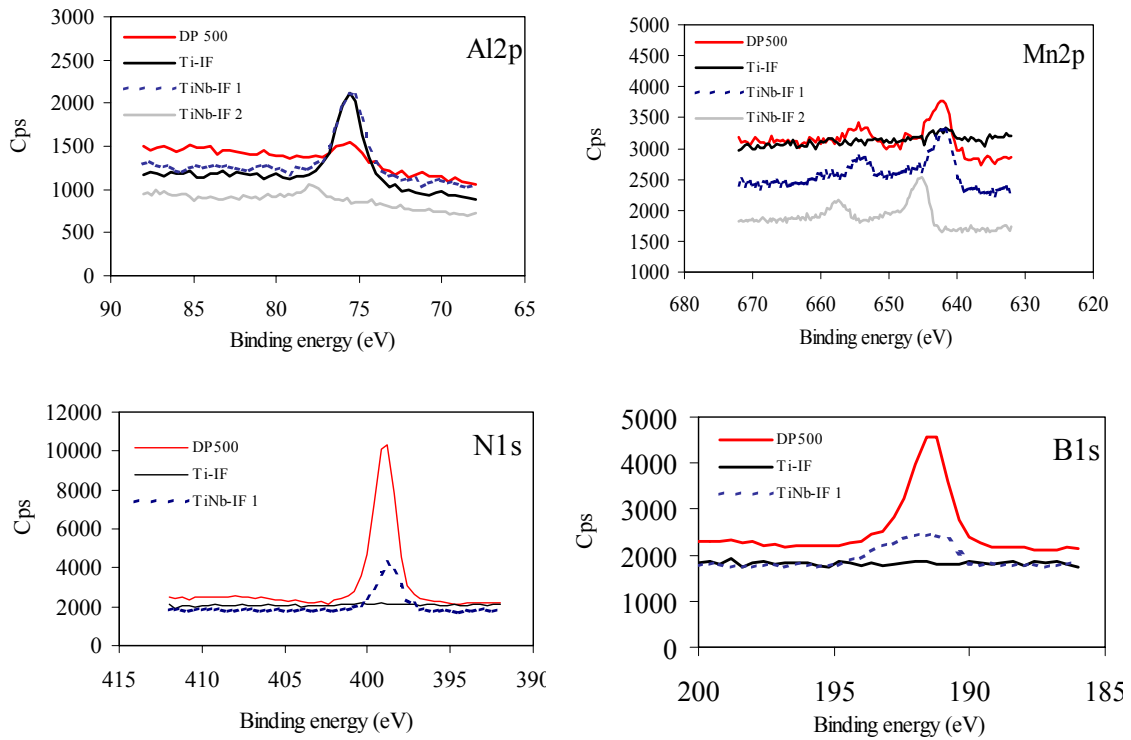 3000
2500
2000
1500
1000
500
0
90
85
80
75
70
65
Cps
Binding energy (eV)
Al2p
DP 500
Ti-IF
TiNb-IF 1
TiNb-IF 2
5000
4500
4000
3500
3000
2500
2000
1500
1000
680
670
660
650
640
630
620
Cps
Binding energy (eV)
Mn2p
DP500
Ti-IF
TiNb-IF 1
TiNb-IF 2
12000
10000
8000
6000
4000
2000
0
415
410
405
400
395
390
Cps
Binding energy (eV)
N1s
DP500
Ti-IF
TiNb-IF 1
5000
4000
3000
2000
1000
0
200
195
190
185
Cps
Binding energy (eV)
B1s
DP500
Ti-IF
TiNb-IF 1